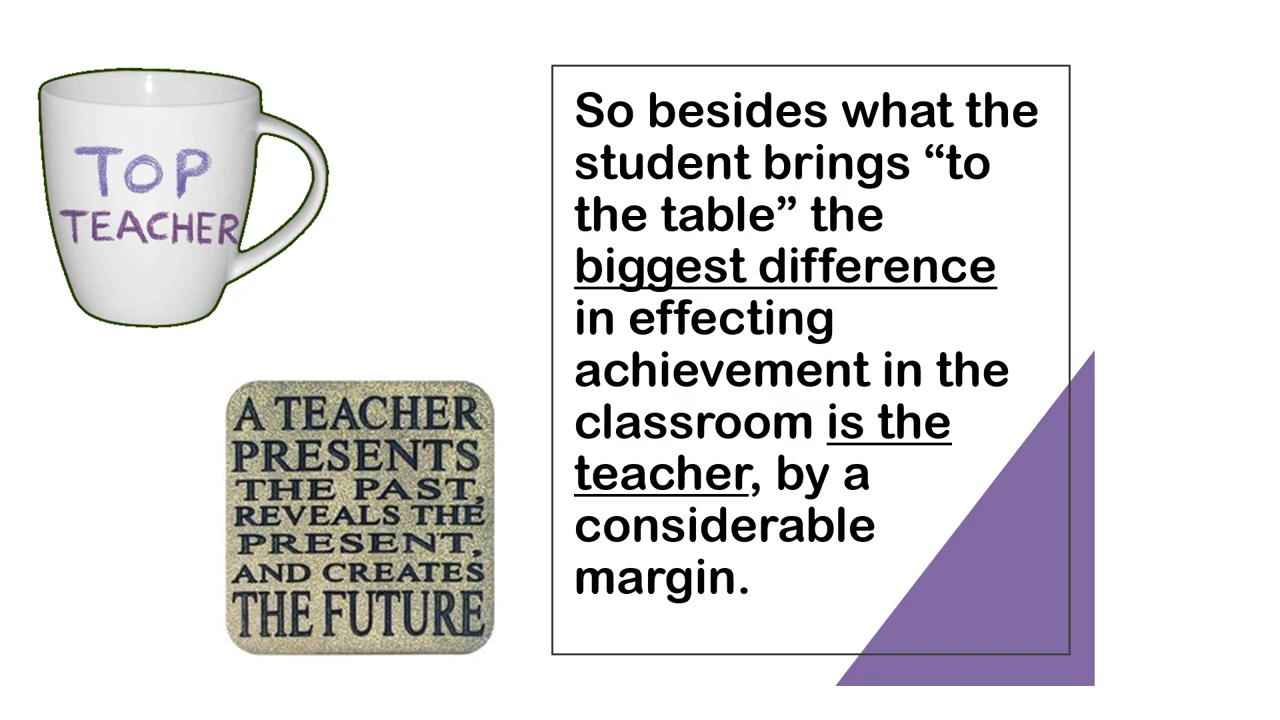 TOP
TEACHER
A TEACHER
PRESENTS
THE PAST,
REVEALS THE
PRESENT,
AND CREATES
THE FUTURE
So besides what the
student brings “to
the table” the
biggest difference
in effecting
achievement in the
classroom is the
teacher, by a
considerable
margin.